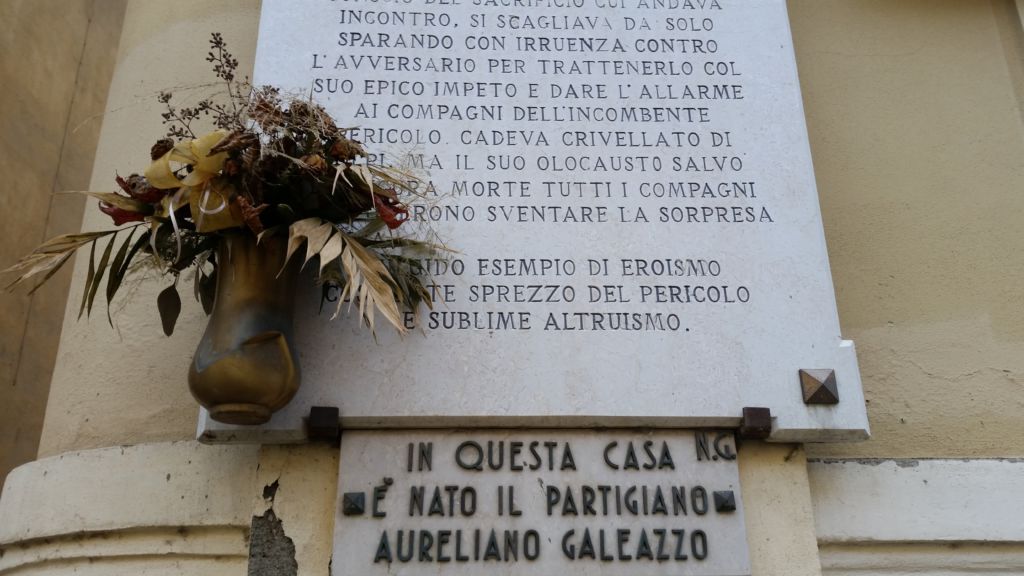 DEL SACRIFICIO CUI ANDAVA
INCONTRO, SI SCAGLIAVA DA SOLO
SPARANDO CON IRRUENZA CONTRO
L'AVVERSARIO PER TRATTENERLO COL
SUO EPICO IMPETO E DARE L'ALLARME
AI COMPAGNI DELL'INCOMBENTE
PERICOLO. CADEVA CRIVELLATO DI
MA IL SUO OLOCAUSTO SALVO
MORTE TUTTI I COMPAGNI
SVENTARE LA SORPRESA
ESEMPIO DI EROISMO
SPREZZO DEL PERICOLO
E SUBLIME ALTRUISMO.
IN QUESTA CASA N.G.
È NATO IL PARTIGIANO
AURELIANO GALEAZZO